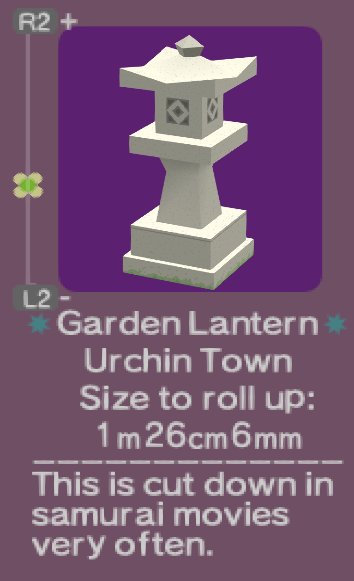 R2 +
Garden Lantern
Urchin Town
Size to roll up:
1m26cm6mm
This is cut down in
samurai movies
very often.
L2 -